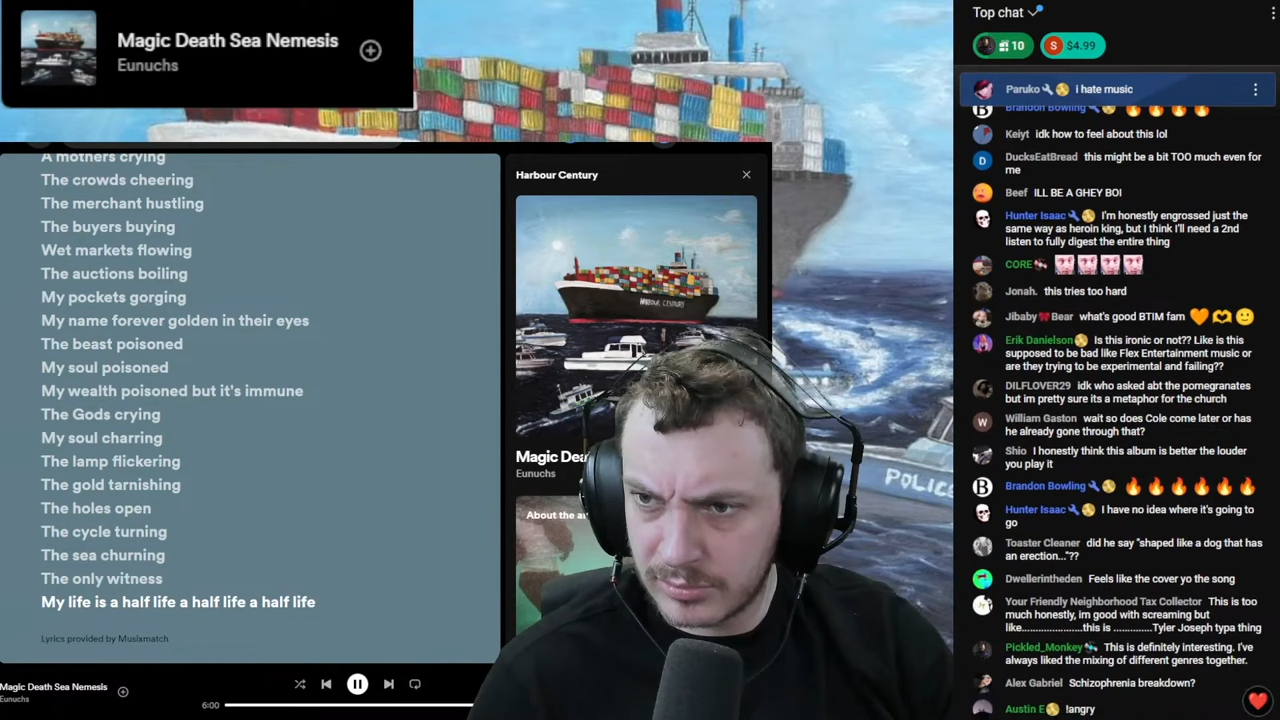 Magic Death Sea Nemesis
Eunuchs
A mothers crying
The crowds cheering
The merchant hustling
The buyers buying
Wet markets flowing
The auctions boiling
My pockets gorging
My name forever golden in their eyes
The beast poisoned
My soul poisoned
My wealth poisoned but it's immune
The Gods crying
My soul charring
The lamp flickering
The gold tarnishing
The holes open
The cycle turning
The sea churning
The only witness
My life is a half life a half life a half life
Lyrics provided by Musixmatch
Harbour Century
HARBOUR CENTURY
Magic Dea
Eunuchs
About the ar
POLICE
Magic Death Sea Nemesis
Eunuchs
6:00
Top chat
10
S $4.99
Paruko i hate music
Brandon Bowling
Keiyt idk how to feel about this lol
D DucksEatBread this might be a bit TOO much even for
me
Beef ILL BE A GHEY BOI
Hunter Isaac I'm honestly engrossed just the
same way as heroin king, but I think I'll need a 2nd
listen to fully digest the entire thing
CORE
Jonah. this tries too hard
Jibaby Bear what's good BTIM fam 🧡🫶🙂
Erik Danielson Is this ironic or not?? Like is this
supposed to be bad like Flex Entertainment music or
are they trying to be experimental and failing??
DILFLOVER29 idk who asked abt the pomegranates
but im pretty sure its a metaphor for the church
W William Gaston wait so does Cole come later or has
he already gone through that?
Shio I honestly think this album is better the louder
you play it
B Brandon Bowling 🔥🔥🔥🔥🔥🔥
Hunter Isaac I have no idea where it's going to
go
Toaster Cleaner did he say "shaped like a dog that has
an erection..."??
Dwellerintheden Feels like the cover yo the song
Your Friendly Neighborhood Tax Collector This is too
much honestly, im good with screaming but
like......................this is ..............Tyler Joseph typa thing
Pickled_Monkey This is definitely interesting. I've
always liked the mixing of different genres together.
Alex Gabriel Schizophrenia breakdown?
Austin E !angry